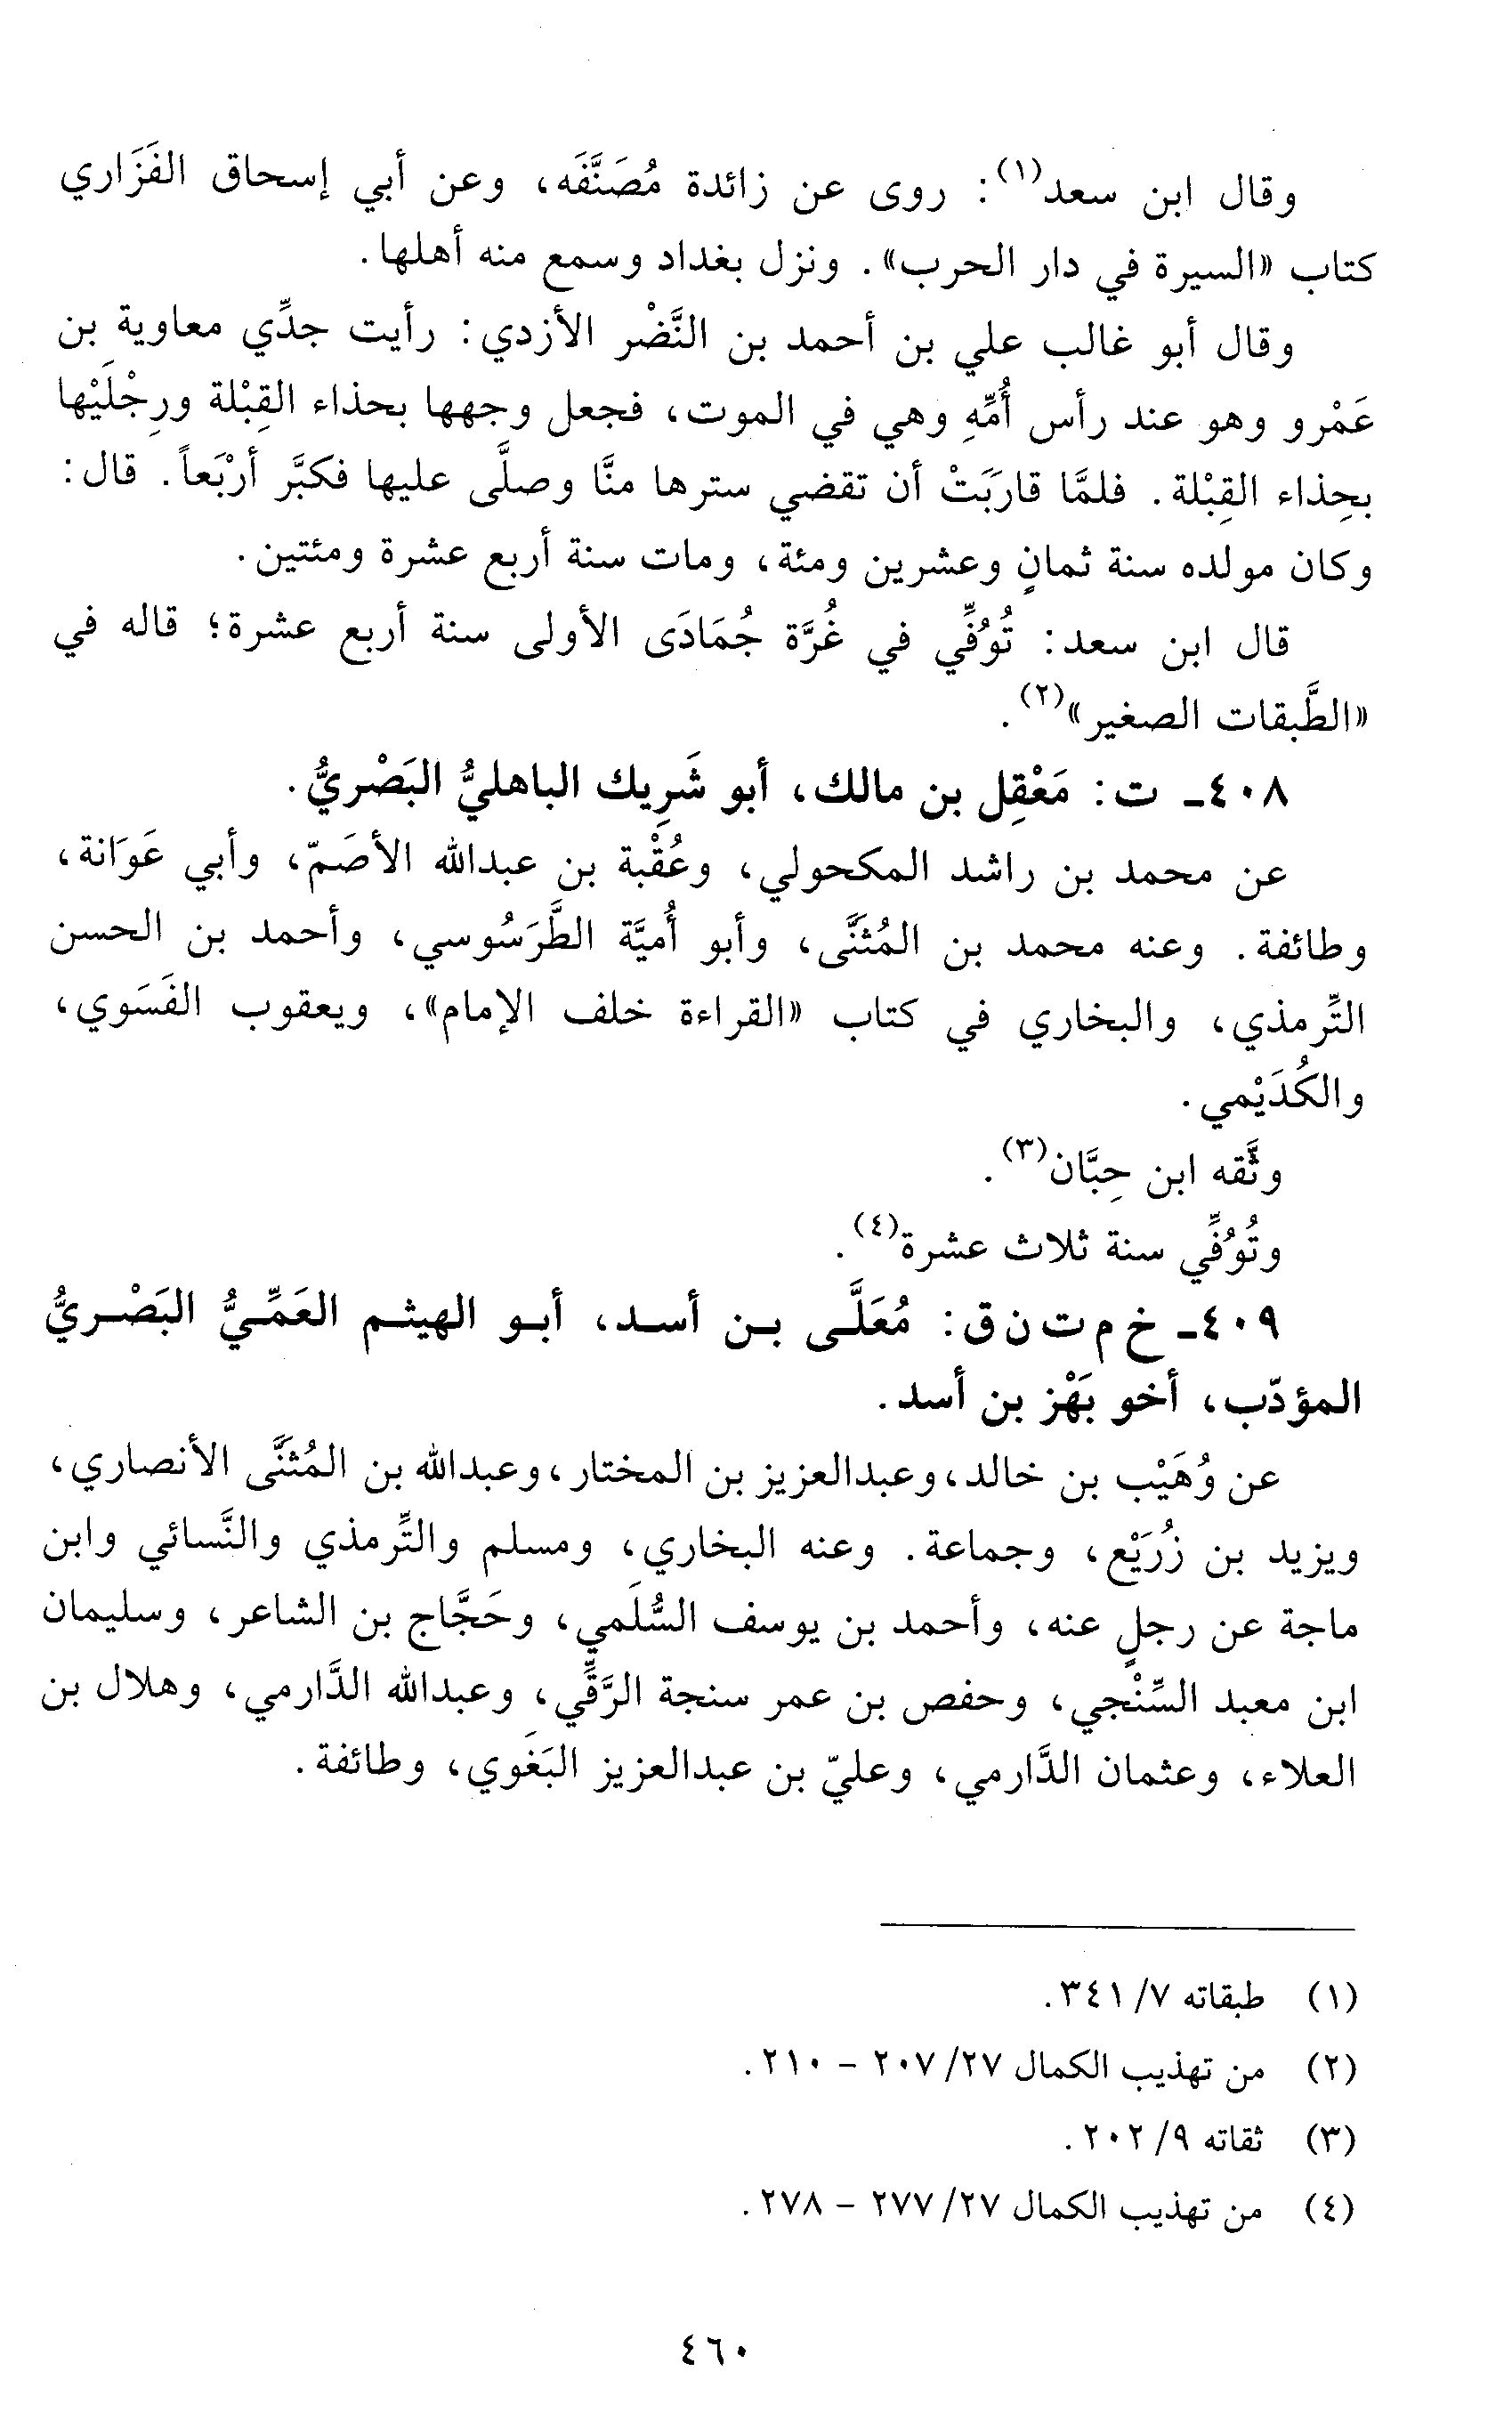 وقال ابن سعد(١): روى عن زائدة مُصَنَّفَه، وعن أبي إسحاق الفَزَاري
كتاب «السيرة في دار الحرب». ونزل بغداد وسمع منه أهلها.
وقال أبو غالب علي بن أحمد بن النَّضْر الأزدي: رأيت جدِّي معاوية بن
عَمْرو وهو عند رأس أُمِّهِ وهي في الموت، فجعل وجهها بحذاء القِبْلة ورِجْلَيْها
بحِذاء القِبْلة. فلمَّا قارَبَتْ أن تقضي سترها منَّا وصلَّى عليها فكبَّر أرْبَعاً. قال:
وكان مولده سنة ثمانٍ وعشرين ومئة، ومات سنة أربع عشرة ومئتين.
قال ابن سعد: تُوُفِّي في غُرَّة جُمَادَى الأولى سنة أربع عشرة؛ قاله في
«الطَّبقات الصغير»(٢).
٤٠٨ـ ت: مَعْقِل بن مالك، أبو شَرِيك الباهليُّ البَصْريُّ.
عن محمد بن راشد المكحولي، وعُقْبة بن عبدالله الأصَمّ، وأبي عَوَانة،
وطائفة. وعنه محمد بن المُثنَّى، وأبو أُميَّة الطَّرَسُوسي، وأحمد بن الحسن
التِّرمذي، والبخاري في كتاب «القراءة خلف الإمام»، ويعقوب الفَسَوي،
والكُدَيْمي.
وثَّقه ابن حِبَّان(٣).
وتُوُفِّي سنة ثلاث عشرة(٤).
٤٠٩ـ خ م ت ن ق: مُعَلَّـى بـن أسـد، أبـو الهيثـم العَمِّـيُّ البَصْـريُّ
المؤدّب، أخو بَهْز بن أسد.
عن وُهَيْب بن خالد، وعبدالعزيز بن المختار، وعبدالله بن المُثنَّى الأنصاري،
ويزيد بن زُرَيْع، وجماعة. وعنه البخاري، ومسلم والتِّرمذي والنَّسائي وابن
ماجة عن رجلٍ عنه، وأحمد بن يوسف السُّلَمي، وحَجَّاج بن الشاعر، وسليمان
ابن معبد السِّنْجي، وحفص بن عمر سنجة الرَّقِّي، وعبدالله الدَّارمي، وهلال بن
العلاء، وعثمان الدَّارمي، وعليّ بن عبدالعزيز البَغَوي، وطائفة.
(١) طبقاته ٧/ ٣٤١.
(٢) من تهذيب الكمال ٢٧/ ٢٠٧ - ٢١٠.
(٣) ثقاته ٩/ ٢٠٢.
(٤) من تهذيب الكمال ٢٧/ ٢٧٧ - ٢٧٨.
٤٦٠